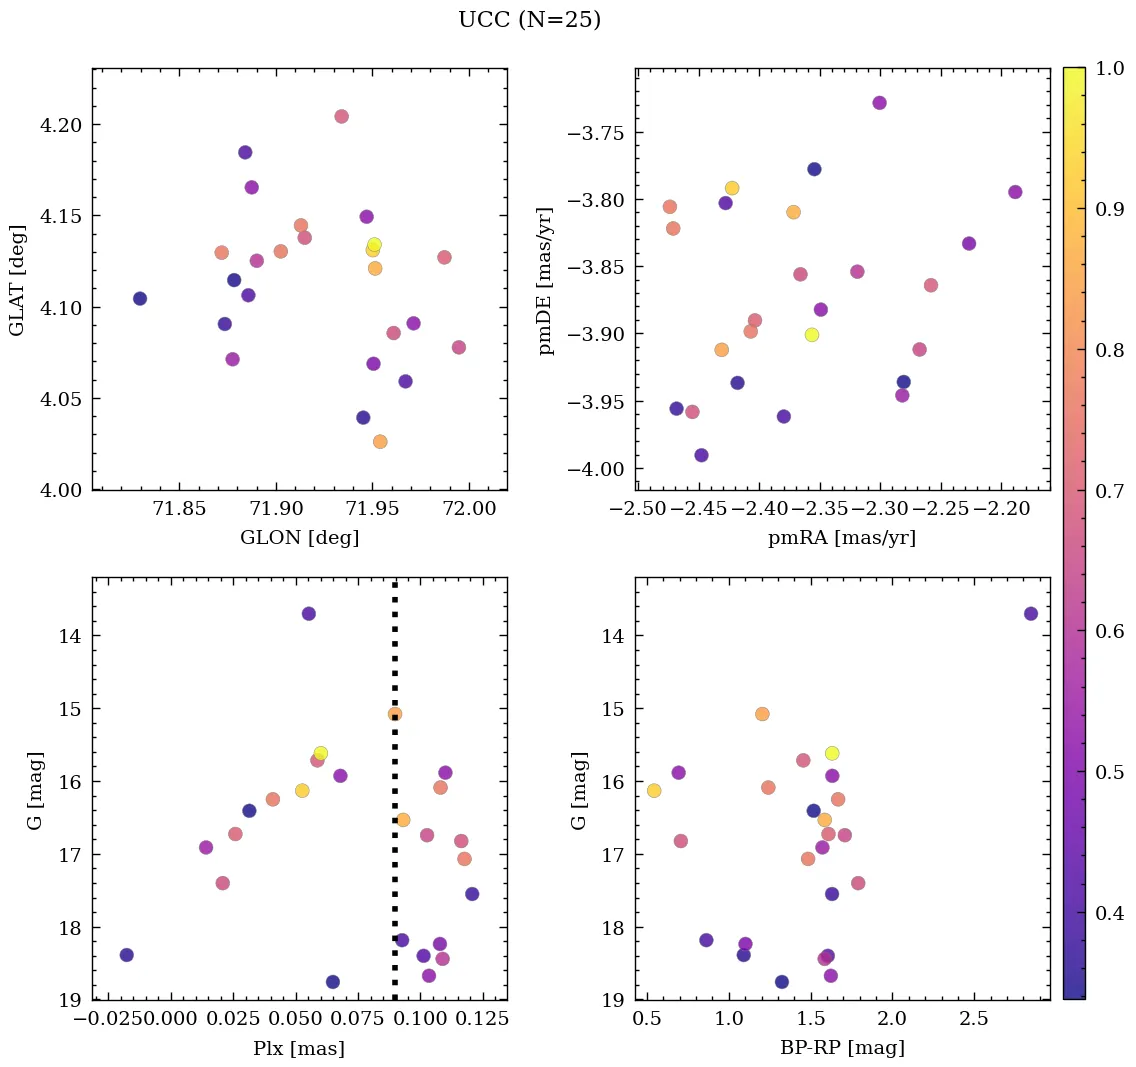 UCC (N=25)
4.20
4.15
4.10
4.05
4.00
GLAT [deg]
71.85 71.90 71.95 72.00
GLON [deg]
−3.75
−3.80
−3.85
−3.90
−3.95
−4.00
pmDE [mas/yr]
−2.50 −2.45 −2.40 −2.35 −2.30 −2.25 −2.20
pmRA [mas/yr]
1.0
0.9
0.8
0.7
0.6
0.5
0.4
14
15
16
17
18
19
G [mag]
−0.025 0.000 0.025 0.050 0.075 0.100 0.125
Plx [mas]
14
15
16
17
18
19
G [mag]
0.5 1.0 1.5 2.0 2.5
BP-RP [mag]